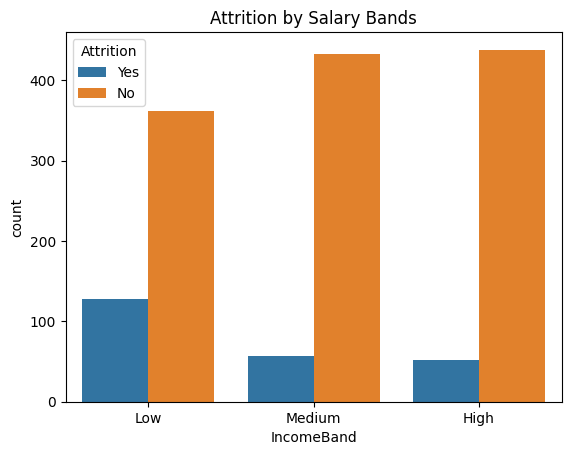 Attrition by Salary Bands
Attrition
Yes
No
400
300
200
100
0
count
Low Medium High
IncomeBand